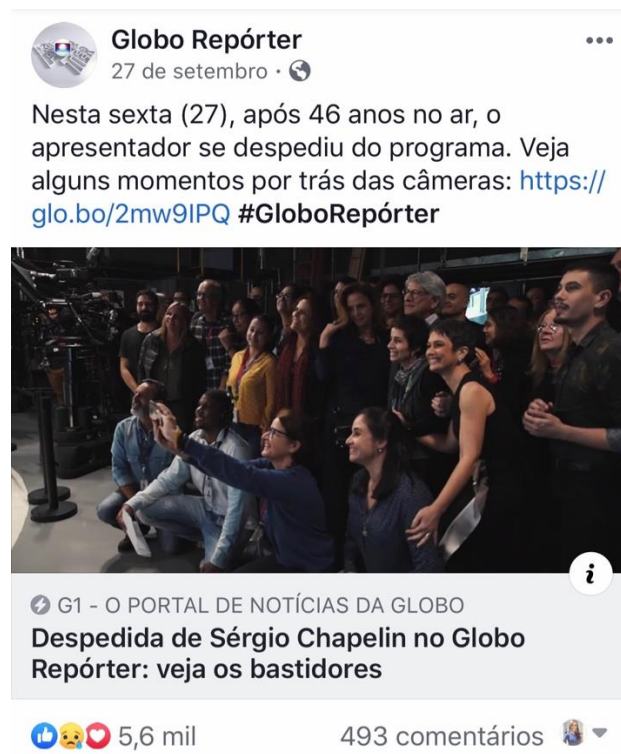 Globo Repórter
27 de setembro ·
Nesta sexta (27), após 46 anos no ar, o
apresentador se despediu do programa. Veja
alguns momentos por trás das câmeras: https://
glo.bo/2mw9IPQ #GloboRepórter
G1 - O PORTAL DE NOTÍCIAS DA GLOBO
Despedida de Sérgio Chapelin no Globo
Repórter: veja os bastidores
5,6 mil 493 comentários